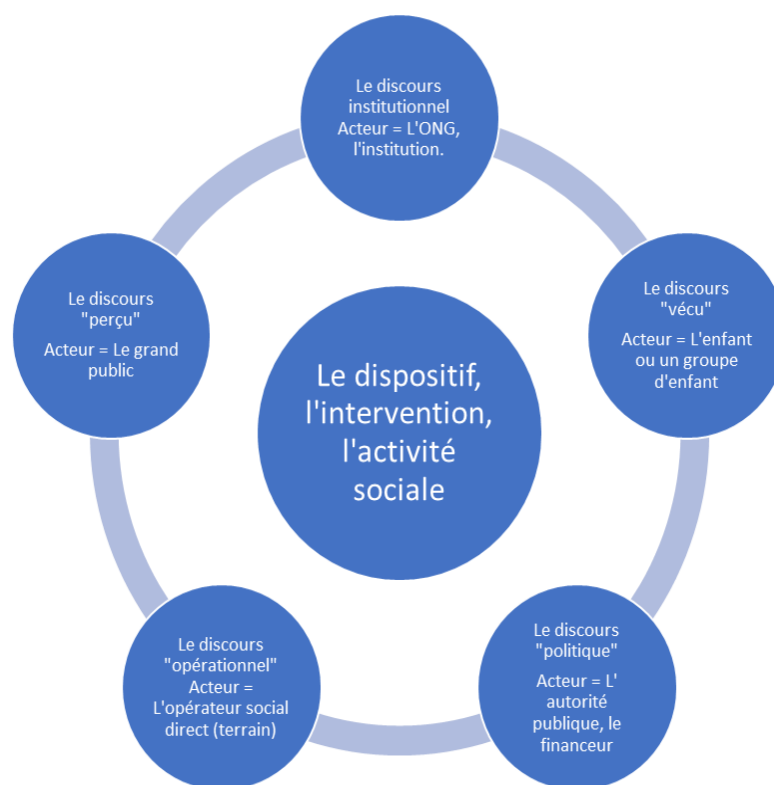 Le discours
institutionnel
Acteur = L'ONG,
l'institution.
Le discours
"perçu"
Acteur = Le grand
public
Le discours
"vécu"
Acteur = L'enfant
ou un groupe
d'enfant
Le dispositif,
l'intervention,
l'activité
sociale
Le discours
"opérationnel"
Acteur =
L'opérateur social
direct (terrain)
Le discours
"politique"
Acteur = L'
autorité
publique, le
financeur